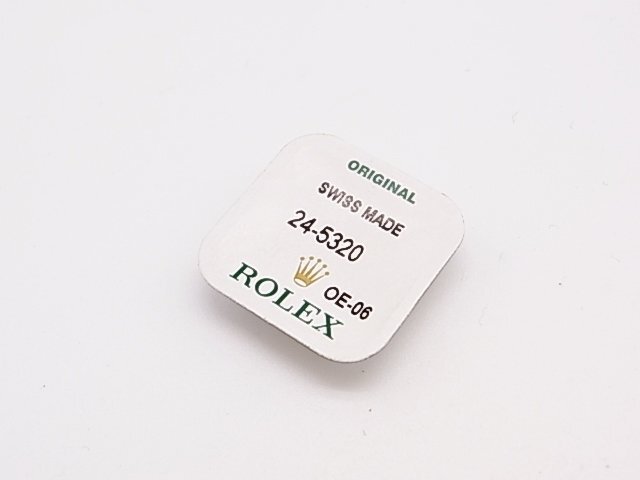 ORIGINAL
SWISS MADE
24-5320
OE-06
ROLEX